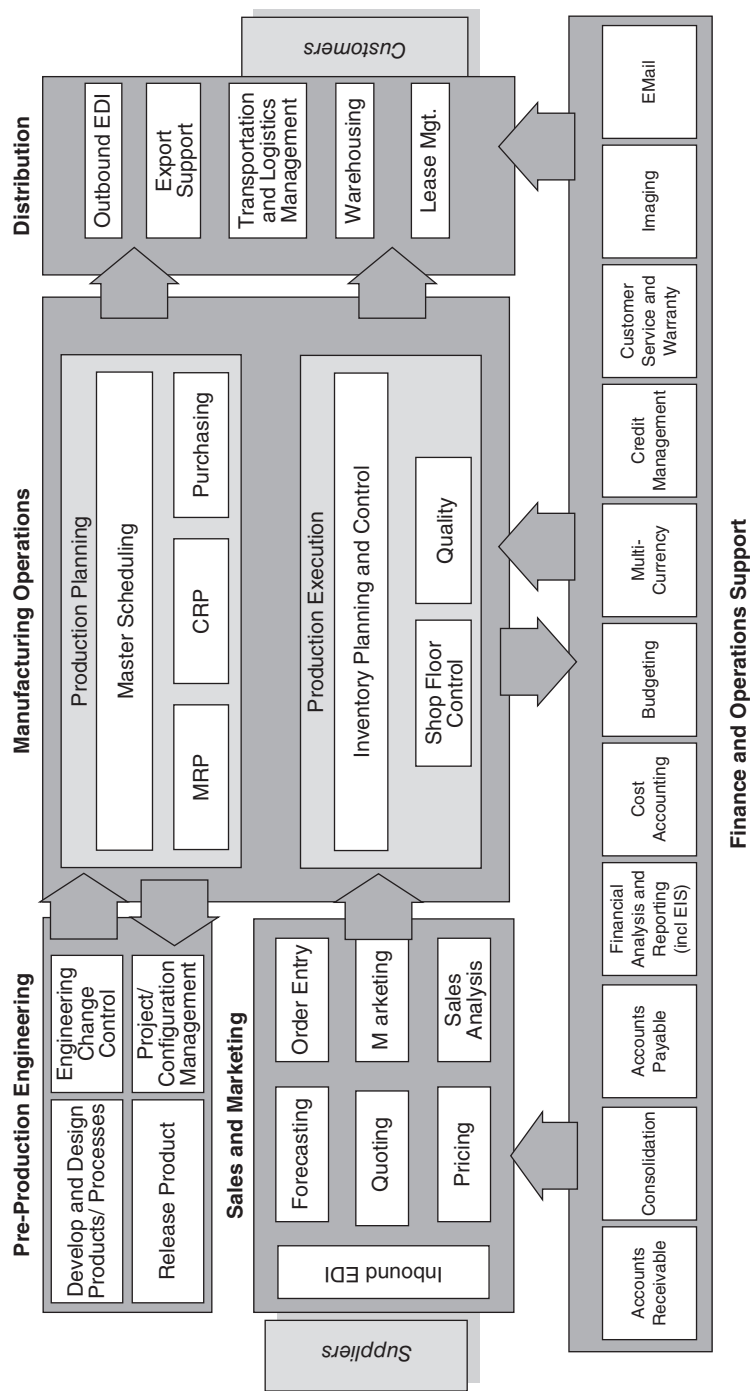 Pre-Production Engineering
Develop and Design
Products/ Processes
Engineering
Change
Control
Release Product
Project/
Configuration
Management
Sales and Marketing
Suppliers
Inbound EDI
Forecasting
Order Entry
Quoting
M arketing
Pricing
Sales
Analysis
Manufacturing Operations
Production Planning
Master Scheduling
MRP
CRP
Purchasing
Production Execution
Inventory Planning and Control
Shop Floor
Control
Quality
Distribution
Outbound EDI
Export
Support
Transportation
and Logistics
Management
Warehousing
Lease Mgt.
Customers
Accounts
Receivable
Consolidation
Accounts
Payable
Financial
Analysis and
Reporting
(incl EIS)
Cost
Accounting
Budgeting
Multi-
Currency
Credit
Management
Customer
Service and
Warranty
Imaging
EMail
Finance and Operations Support